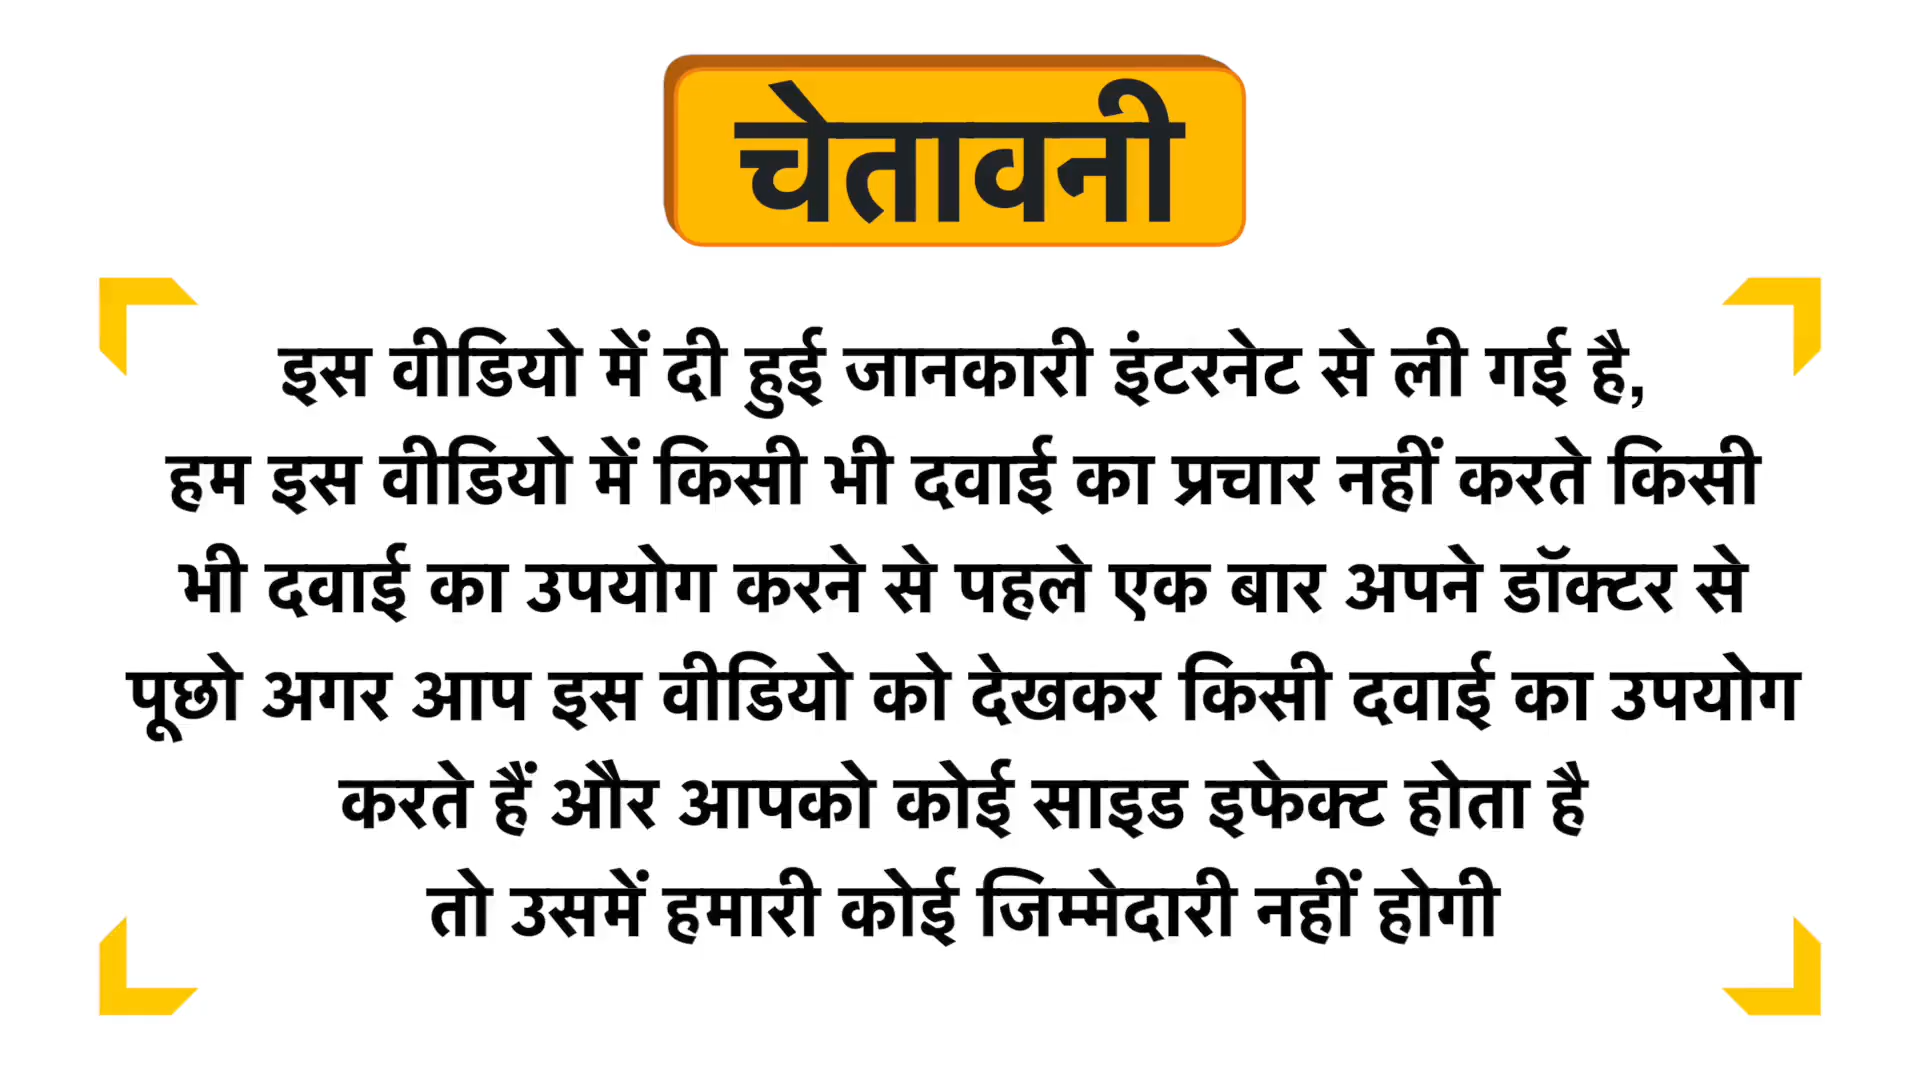 चेतावनी
इस वीडियो में दी हुई जानकारी इंटरनेट से ली गई है,
हम इस वीडियो में किसी भी दवाई का प्रचार नहीं करते किसी
भी दवाई का उपयोग करने से पहले एक बार अपने डॉक्टर से
पूछो अगर आप इस वीडियो को देखकर किसी दवाई का उपयोग
करते हैं और आपको कोई साइड इफेक्ट होता है
तो उसमें हमारी कोई जिम्मेदारी नहीं होगी